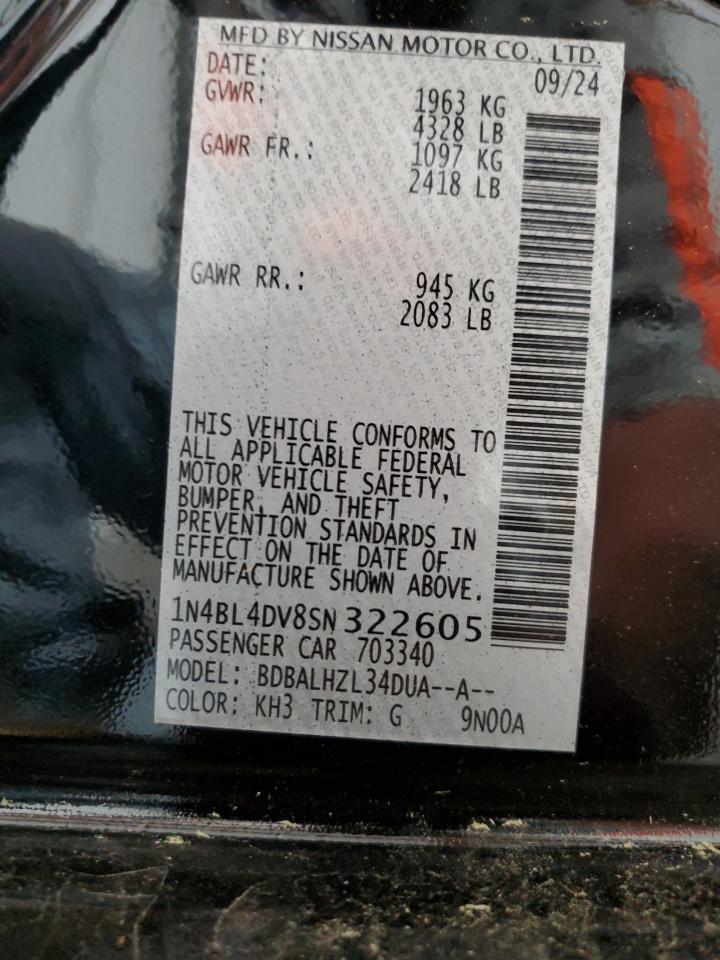 MFD BY NISSAN MOTOR CO., LTD.
DATE: 09/24
GVWR: 1963 KG
4328 LB
GAWR FR.: 1097 KG
2418 LB
GAWR RR.: 945 KG
2083 LB
THIS VEHICLE CONFORMS TO
ALL APPLICABLE FEDERAL
MOTOR VEHICLE SAFETY,
BUMPER, AND THEFT
PREVENTION STANDARDS IN
EFFECT ON THE DATE OF
MANUFACTURE SHOWN ABOVE.
1N4BL4DV8SN 322605
PASSENGER CAR 703340
MODEL: BDBALHZL34DUA--A--
COLOR: KH3 TRIM: G 9N00A